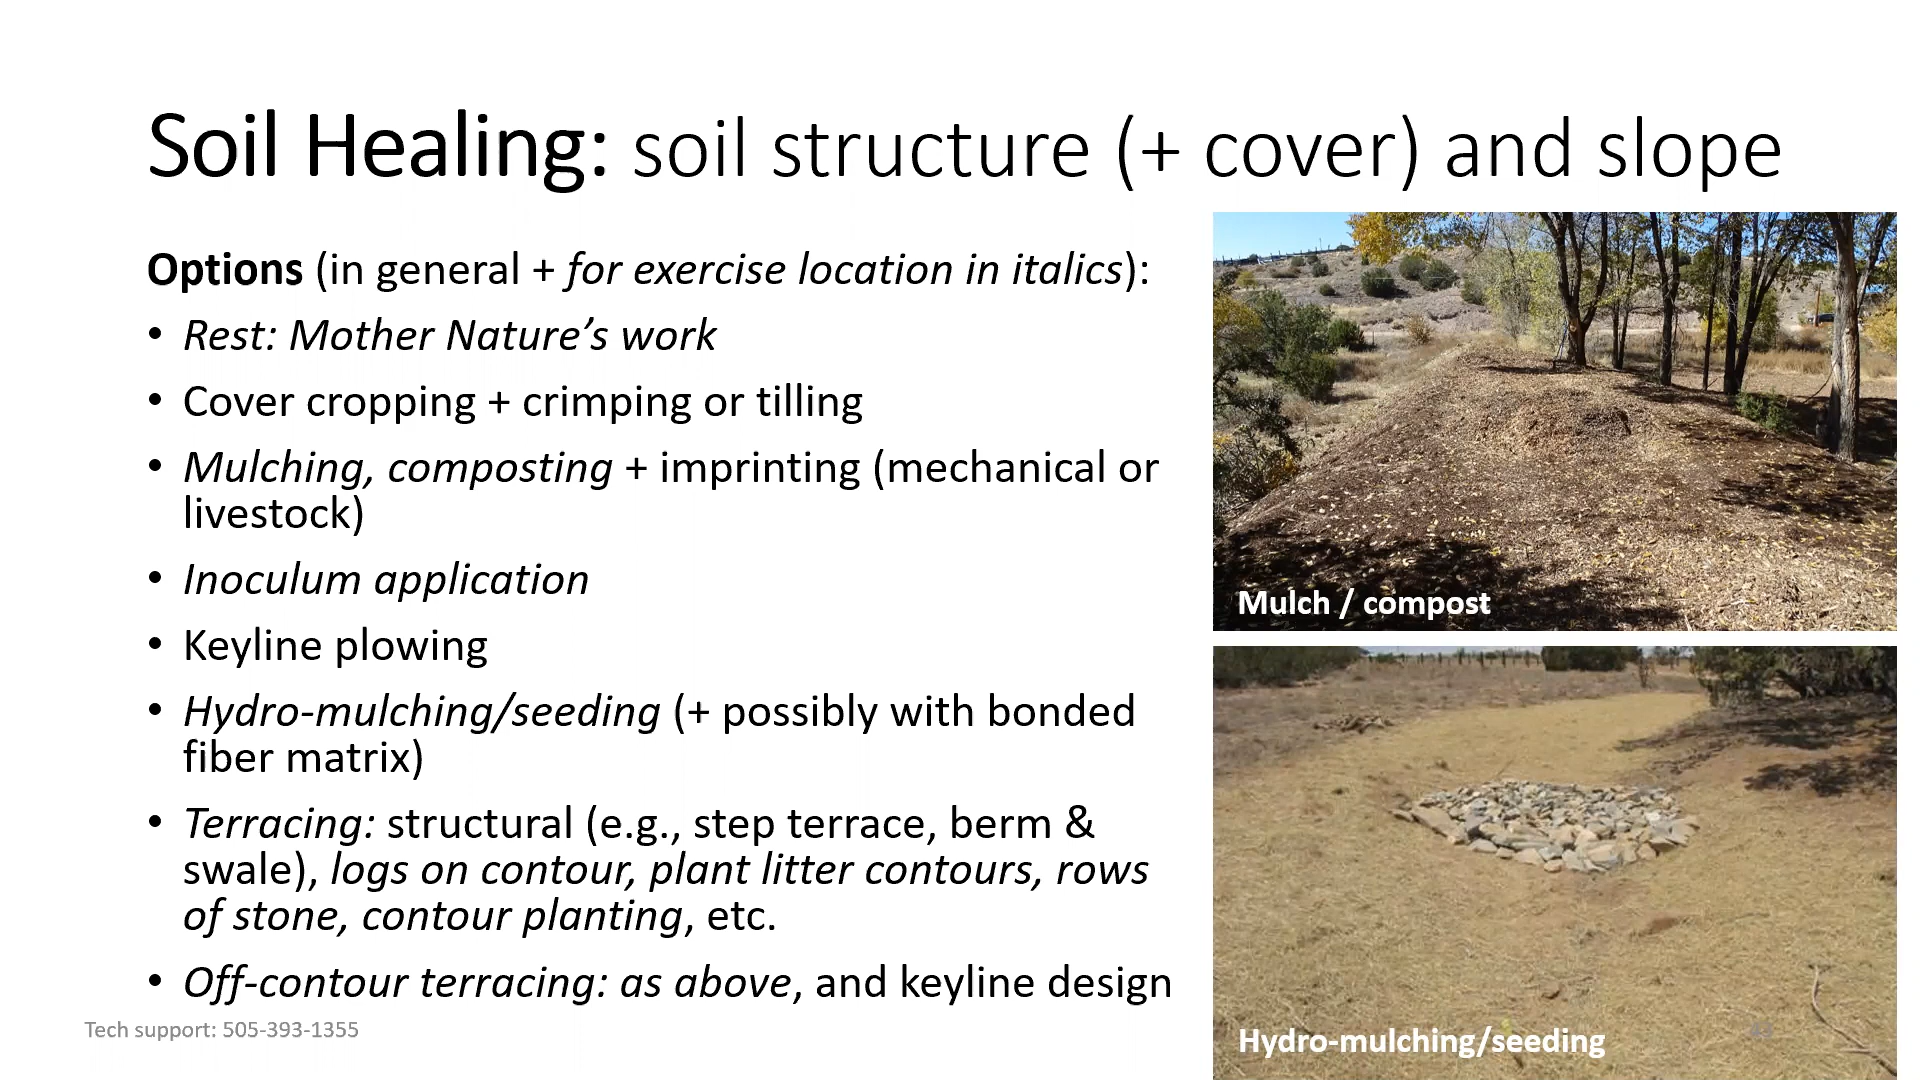 Soil Healing: soil structure (+ cover) and slope
Options (in general + for exercise location in italics):
• Rest: Mother Nature’s work
• Cover cropping + crimping or tilling
• Mulching, composting + imprinting (mechanical or
livestock)
• Inoculum application
• Keyline plowing
• Hydro-mulching/seeding (+ possibly with bonded
fiber matrix)
• Terracing: structural (e.g., step terrace, berm &
swale), logs on contour, plant litter contours, rows
of stone, contour planting, etc.
• Off-contour terracing: as above, and keyline design
Mulch / compost
Hydro-mulching/seeding
Tech support: 505-393-1355